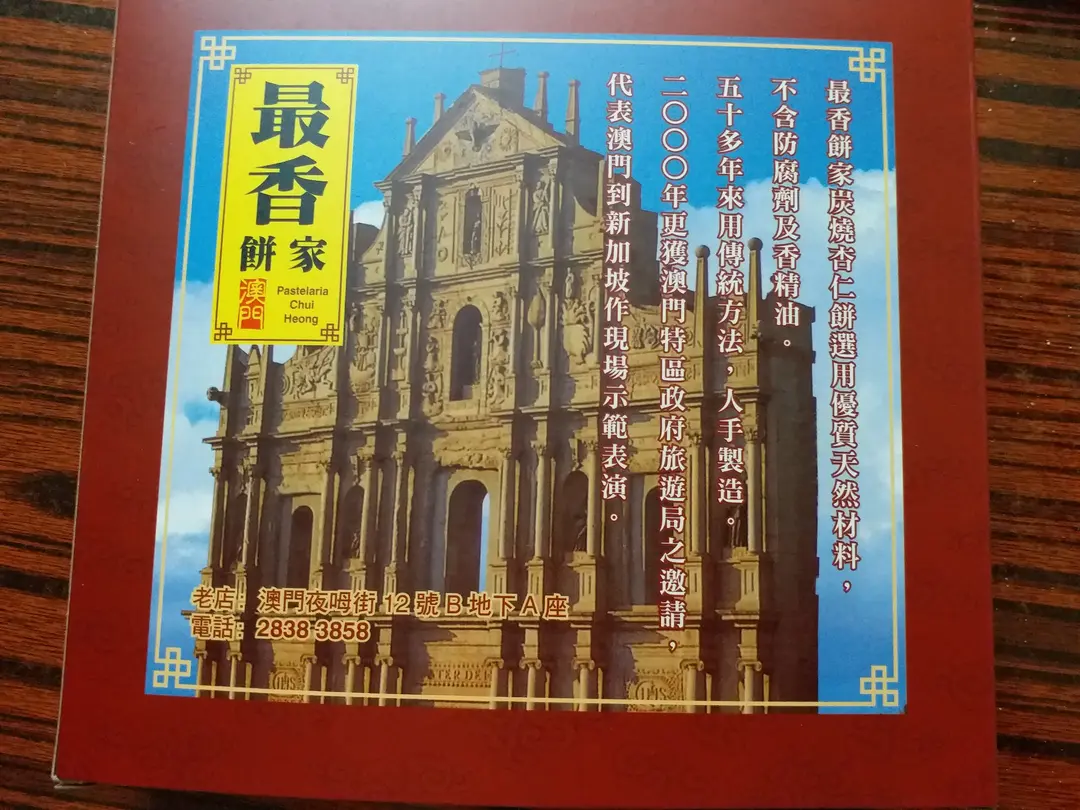 最香
餅家
澳門
Pastelaria
Chui
Heong
最香餅家炭燒杏仁餅選用優質天然材料，
不含防腐劑及香精油。
五十多年來用傳統方法，人手製造。
二〇〇〇年更獲澳門特區政府旅遊局之邀請，
代表澳門到新加坡作現場示範表演。
老店：澳門夜呣街 12 號 B 地下 A 座
電話：2838 3858
IHS
TER DEI
IHS